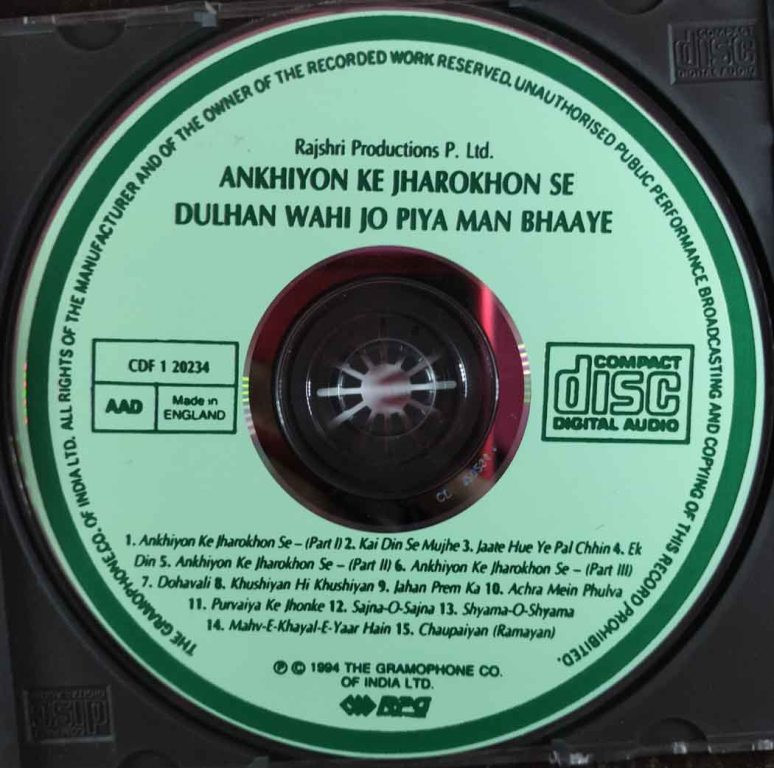 THE GRAMOPHONE CO. OF INDIA LTD. ALL RIGHTS OF THE MANUFACTURER AND OF THE OWNER OF THE RECORDED WORK RESERVED. UNAUTHORISED PUBLIC PERFORMANCE BROADCASTING AND COPYING OF THIS RECORD PROHIBITED.
Rajshri Productions P. Ltd.
ANKHIYON KE JHAROKHON SE
DULHAN WAHI JO PIYA MAN BHAAYE
CDF 1 20234
AAD
Made in
ENGLAND
COMPACT
disc
DIGITAL AUDIO
1. Ankhiyon Ke Jharokhon Se – (Part I) 2. Kai Din Se Mujhe 3. Jaate Hue Ye Pal Chhin 4. Ek
Din 5. Ankhiyon Ke Jharokhon Se – (Part II) 6. Ankhiyon Ke Jharokhon Se – (Part III)
7. Dohavali 8. Khushiyan Hi Khushiyan 9. Jahan Prem Ka 10. Achra Mein Phulva
11. Purvaiya Ke Jhonke 12. Sajna-O-Sajna 13. Shyama-O-Shyama
14. Mahv-E-Khayal-E-Yaar Hain 15. Chaupaiyan (Ramayan)
℗ © 1994 THE GRAMOPHONE CO.
OF INDIA LTD.
RPG
COMPACT
disc
DIGITAL AUDIO
disc